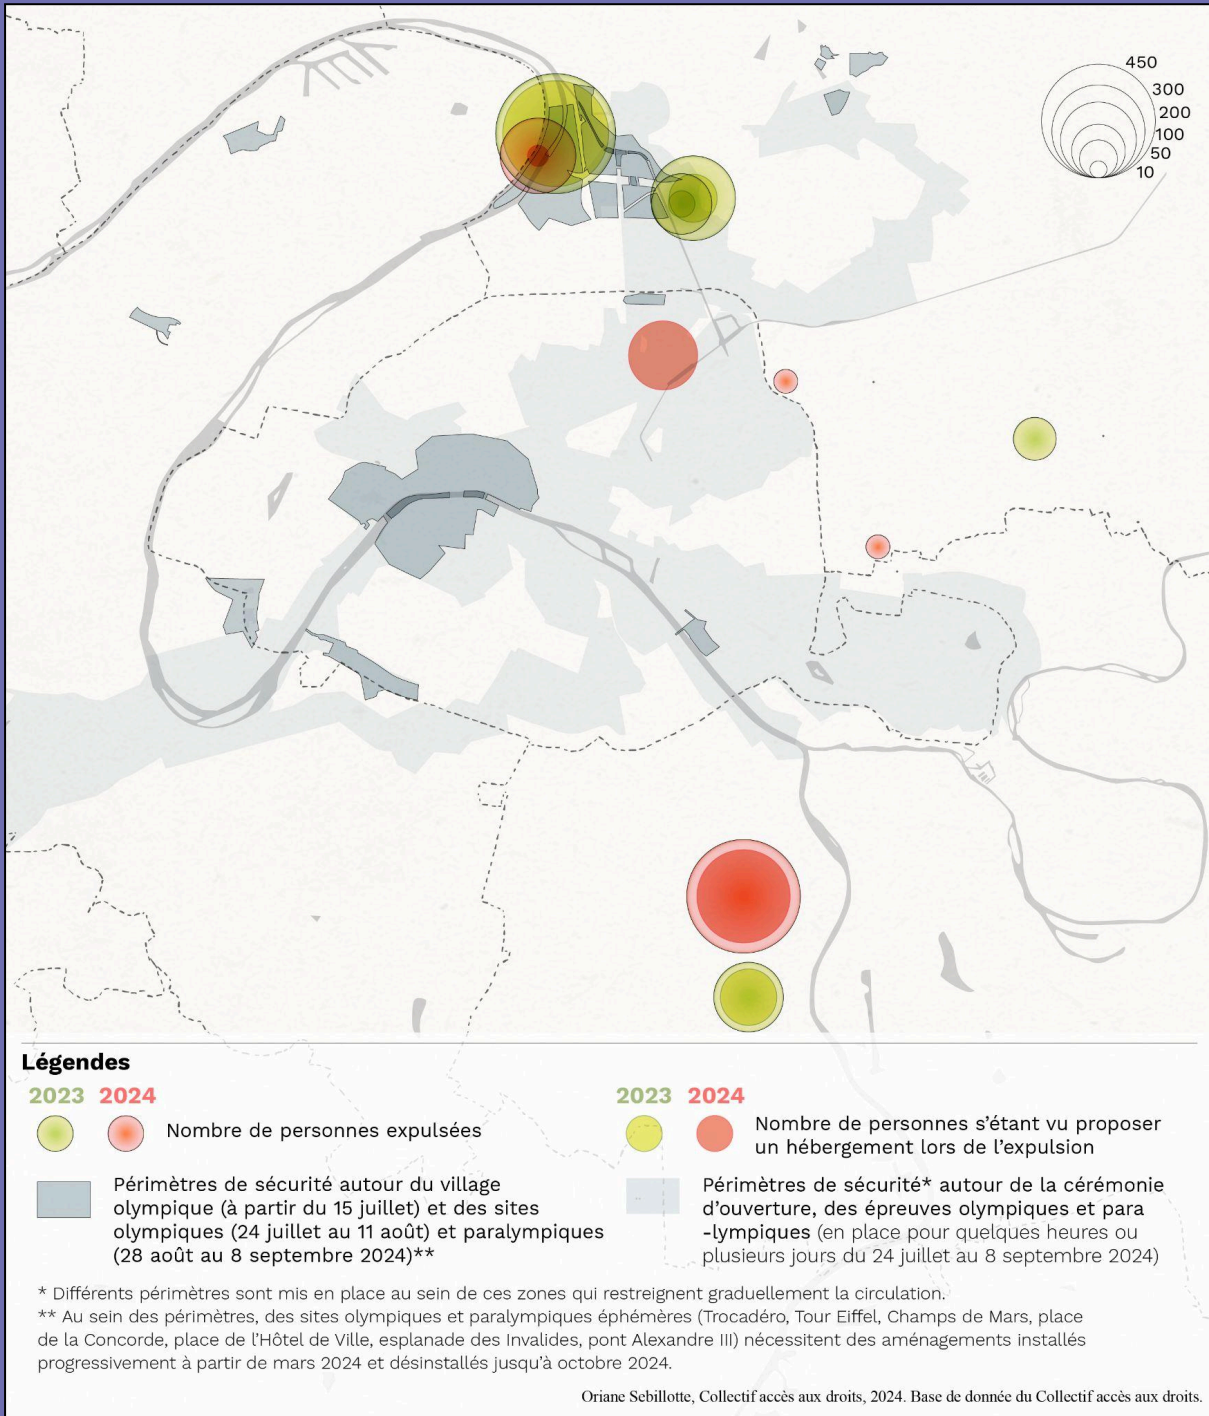 450
300
200
100
50
10
Légendes
2023 2024
Nombre de personnes expulsées
Périmètres de sécurité autour du village
olympique (à partir du 15 juillet) et des sites
olympiques (24 juillet au 11 août) et paralympiques
(28 août au 8 septembre 2024)**
2023 2024
Nombre de personnes s'étant vu proposer
un hébergement lors de l'expulsion
Périmètres de sécurité* autour de la cérémonie
d'ouverture, des épreuves olympiques et para
-lympiques (en place pour quelques heures ou
plusieurs jours du 24 juillet au 8 septembre 2024)
* Différents périmètres sont mis en place au sein de ces zones qui restreignent graduellement la circulation.
** Au sein des périmètres, des sites olympiques et paralympiques éphémères (Trocadéro, Tour Eiffel, Champs de Mars, place
de la Concorde, place de l'Hôtel de Ville, esplanade des Invalides, pont Alexandre III) nécessitent des aménagements installés
progressivement à partir de mars 2024 et désinstallés jusqu'à octobre 2024.
Oriane Sebillotte, Collectif accès aux droits, 2024. Base de donnée du Collectif accès aux droits.